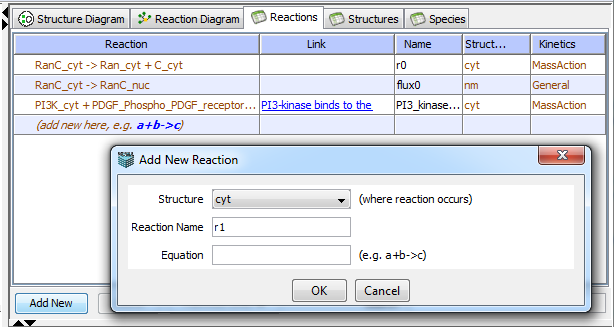 Structure Diagram Reaction Diagram Reactions Structures Species
Reaction Link Name Struct... Kinetics
RanC_cyt -> Ran_cyt + C_cyt r0 cyt MassAction
RanC_cyt -> RanC_nuc flux0 nm General
PI3K_cyt + PDGF_Phospho_PDGF_receptor... PI3-kinase binds to the PI3_kinase... cyt MassAction
(add new here, e.g. a+b->c)
Add New Reaction
Structure cyt (where reaction occurs)
Reaction Name r1
Equation (e.g. a+b->c)
OK Cancel
Add New